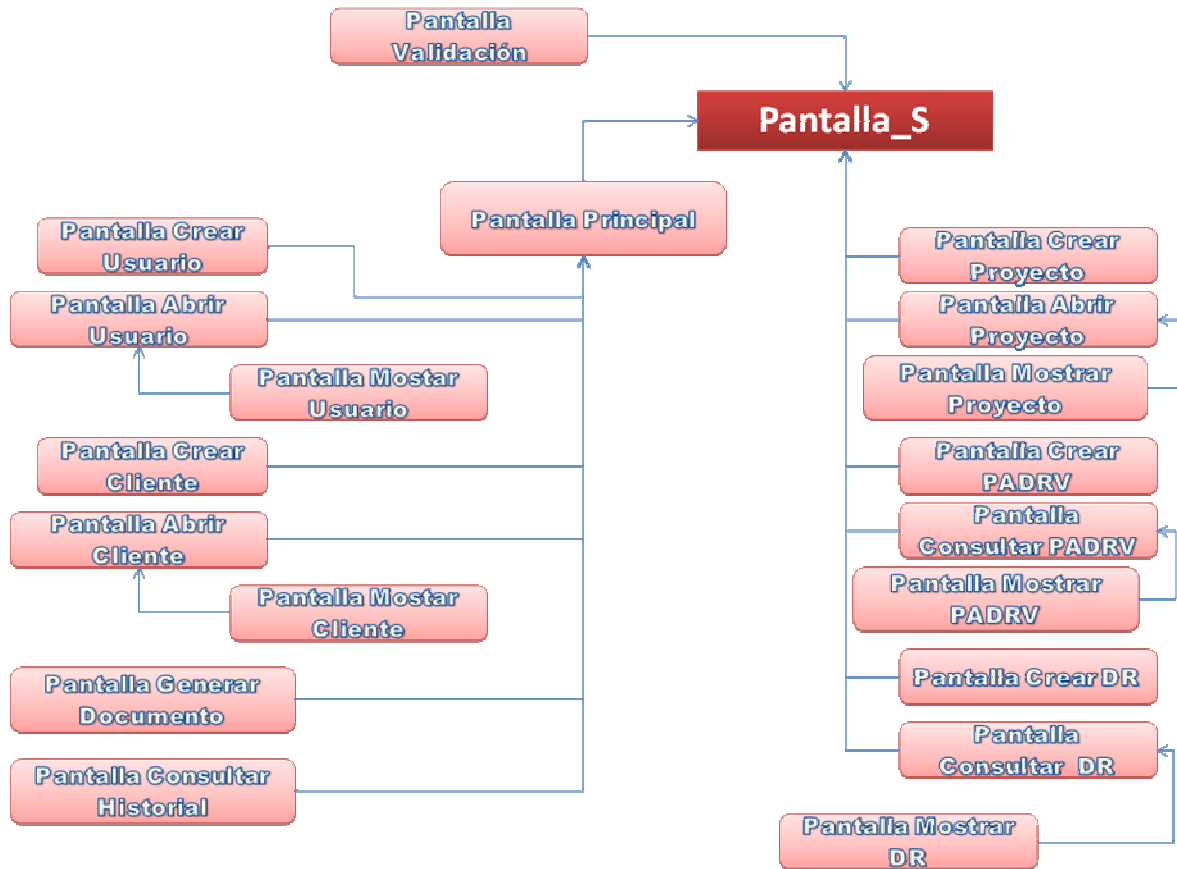 Pantalla
Validación
Pantalla_S
Pantalla Principal
Pantalla Crear
Usuario
Pantalla Abrir
Usuario
Pantalla Mostar
Usuario
Pantalla Crear
Cliente
Pantalla Abrir
Cliente
Pantalla Mostar
Cliente
Pantalla Generar
Documento
Pantalla Consultar
Historial
Pantalla Crear
Proyecto
Pantalla Abrir
Proyecto
Pantalla Mostrar
Proyecto
Pantalla Crear
PADRV
Pantalla
Consultar PADRV
Pantalla Mostrar
PADRV
Pantalla Crear DR
Pantalla
Consultar DR
Pantalla Mostrar
DR